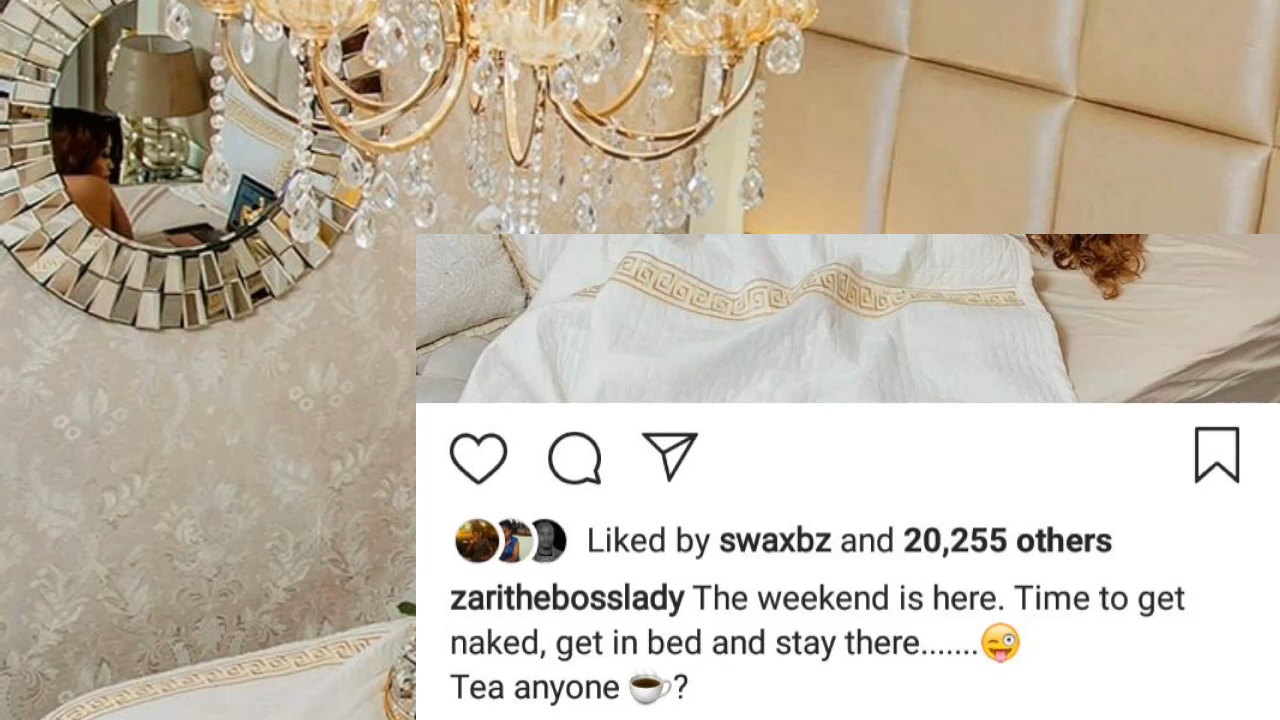 Liked by swaxbz and 20,255 others
zarithebosslady The weekend is here. Time to get
naked, get in bed and stay there.......😜
Tea anyone ☕?